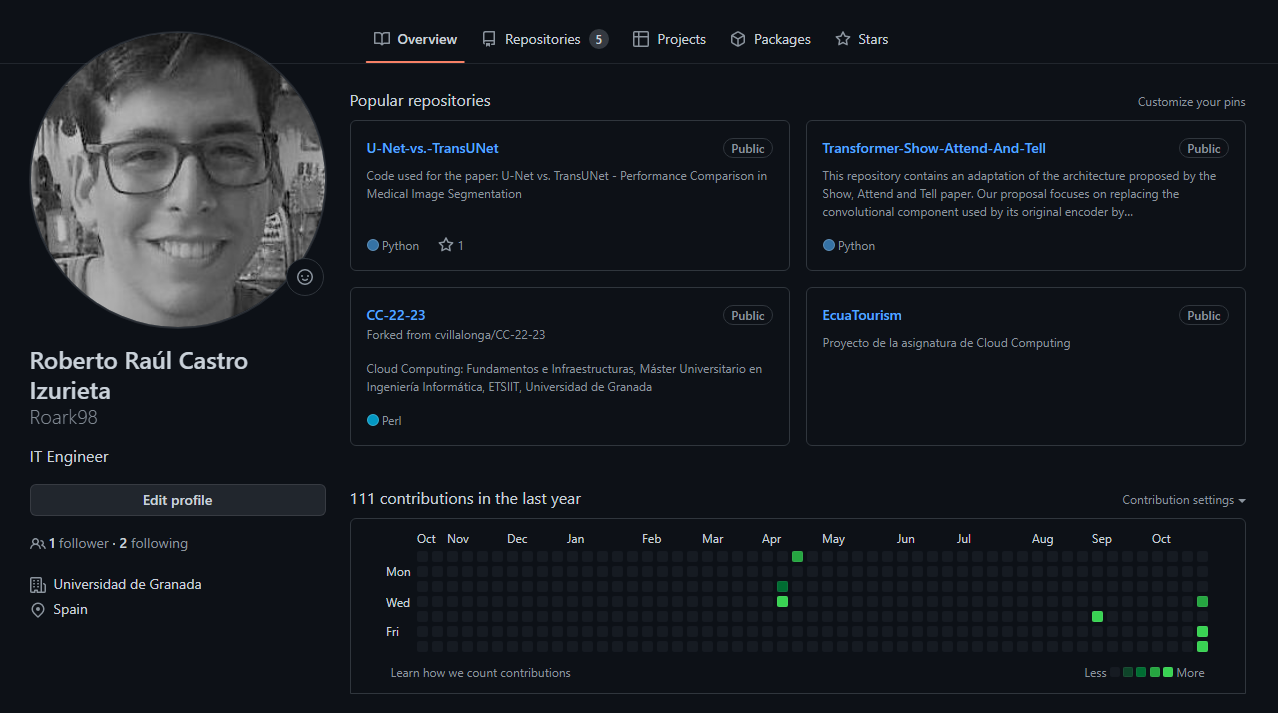 Overview Repositories 5 Projects Packages Stars
Roberto Raúl Castro
Izurieta
Roark98
IT Engineer
Edit profile
1 follower · 2 following
Universidad de Granada
Spain
Popular repositories
Customize your pins
U-Net-vs.-TransUNet Public
Code used for the paper: U-Net vs. TransUNet - Performance Comparison in
Medical Image Segmentation
Python 1
Transformer-Show-Attend-And-Tell Public
This repository contains an adaptation of the architecture proposed by the
Show, Attend and Tell paper. Our proposal focuses on replacing the
convolutional component used by its original encoder by...
Python
CC-22-23 Public
Forked from cvillalonga/CC-22-23
Cloud Computing: Fundamentos e Infraestructuras, Máster Universitario en
Ingeniería Informática, ETSIIT, Universidad de Granada
Perl
EcuaTourism Public
Proyecto de la asignatura de Cloud Computing
111 contributions in the last year
Contribution settings
Oct Nov Dec Jan Feb Mar Apr May Jun Jul Aug Sep Oct
Mon
Wed
Fri
Learn how we count contributions
Less More